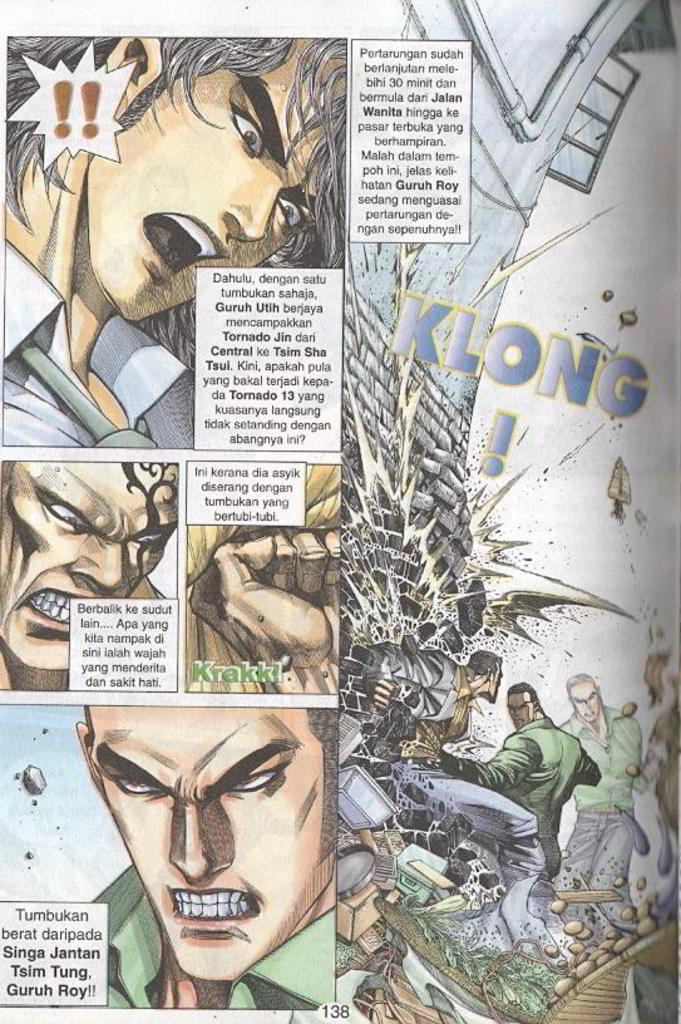 !!
Dahulu, dengan satu
tumbukan sahaja,
Guruh Utih berjaya
mencampakkan
Tornado Jin dari
Central ke Tsim Sha
Tsui. Kini, apakah pula
yang bakal terjadi kepa-
da Tornado 13 yang
kuasanya langsung
tidak setanding dengan
abangnya ini?
Pertarungan sudah
berlanjutan mele-
bihi 30 minit dan
bermula dari Jalan
Wanita hingga ke
pasar terbuka yang
berhampiran.
Malah dalam tem-
poh ini, jelas keli-
hatan Guruh Roy
sedang menguasai
pertarungan de-
ngan sepenuhnya!!
KLONG
!
Berbalik ke sudut
lain.... Apa yang
kita nampak di
sini ialah wajah
yang menderita
dan sakit hati.
Ini kerana dia asyik
diserang dengan
tumbukan yang
bertubi-tubi.
Krakk!
Tumbukan
berat daripada
Singa Jantan
Tsim Tung,
Guruh Roy!!
138